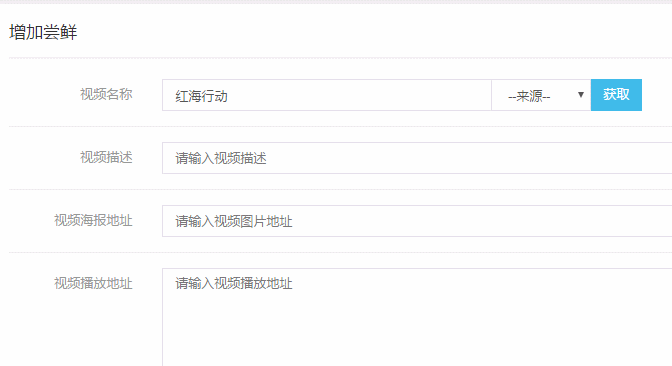 增加尝鲜
视频名称 红海行动 --来源-- 获取
视频描述 请输入视频描述
视频海报地址 请输入视频图片地址
视频播放地址 请输入视频播放地址